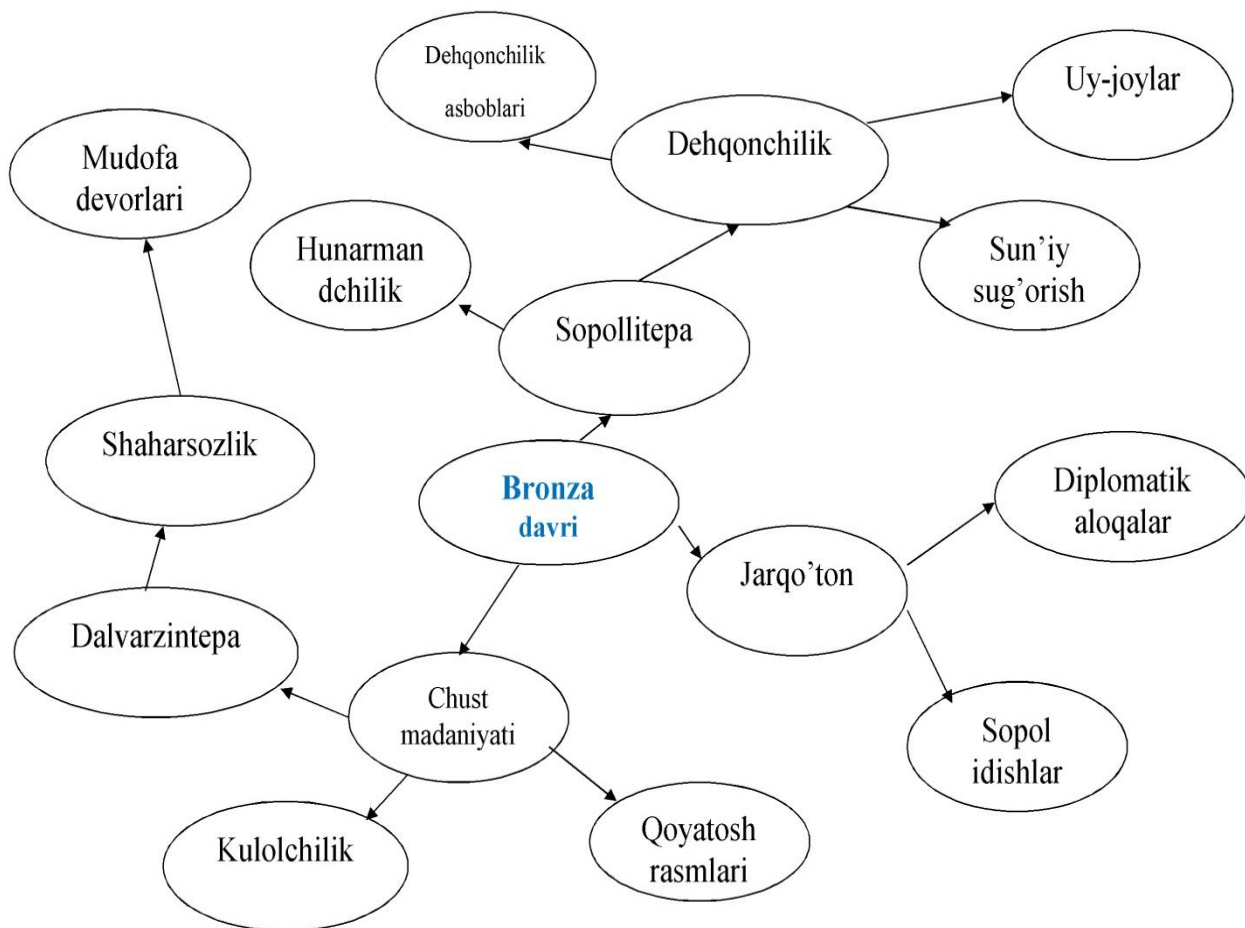 Dehqonchilik
asboblari
Uy-joylar
Mudofa
devorlari
Dehqonchilik
Hunarman
dchilik
Sun’iy
sug’orish
Sopollitepa
Shaharsozlik
Bronza
davri
Diplomatik
aloqalar
Jarqo’ton
Dalvarzintepa
Chust
madaniyati
Sopol
idishlar
Kulolchilik
Qoyatosh
rasmlari